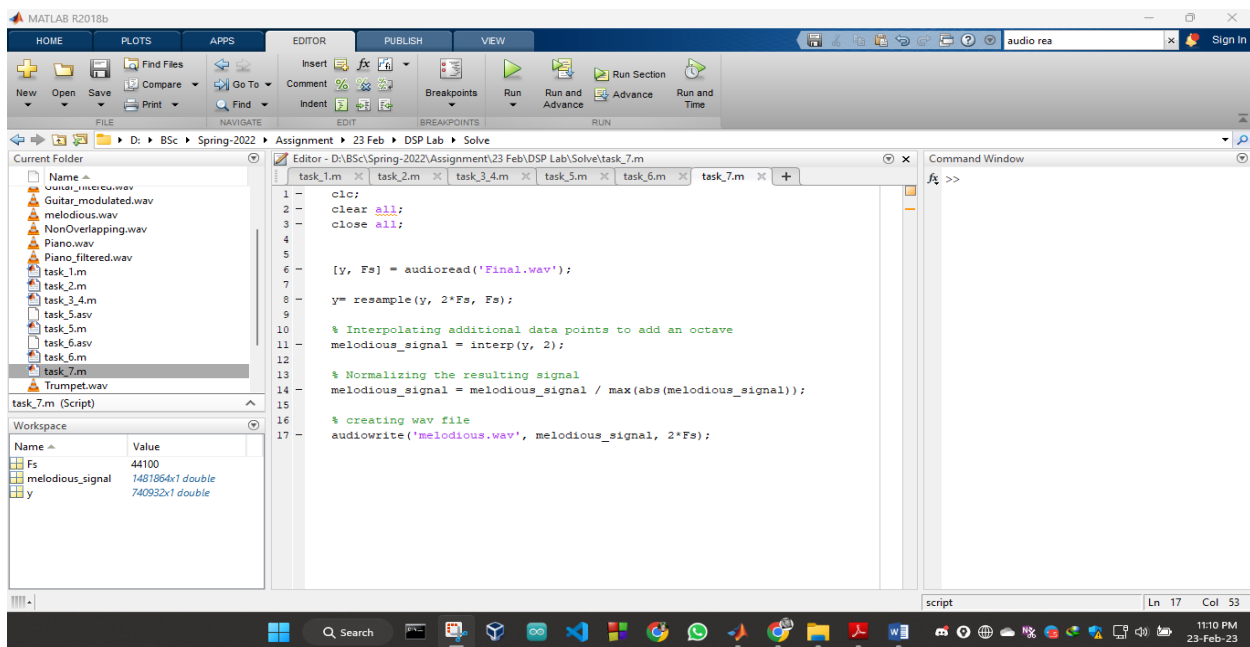 MATLAB R2018b
HOME PLOTS APPS EDITOR PUBLISH VIEW audio rea Sign In
New Open Save Find Files Compare Print
Go To Find
Insert fx
Comment
Indent
Breakpoints
Run
Run and Advance
Run Section
Advance
Run and Time
FILE NAVIGATE EDIT BREAKPOINTS RUN
D: BSc Spring-2022 Assignment 23 Feb DSP Lab Solve
Current Folder
Name
Guitar_filtered.wav
Guitar_modulated.wav
melodious.wav
NonOverlapping.wav
Piano.wav
Piano_filtered.wav
task_1.m
task_2.m
task_3_4.m
task_5.asv
task_5.m
task_6.asv
task_6.m
task_7.m
Trumpet.wav
task_7.m (Script)
Workspace
Name Value
Fs 44100
melodious_signal 1481864x1 double
y 740932x1 double
Editor - D:\BSc\Spring-2022\Assignment\23 Feb\DSP Lab\Solve\task_7.m
task_1.m task_2.m task_3_4.m task_5.m task_6.m task_7.m +
1 - clc;
2 - clear all;
3 - close all;
4
5
6 - [y, Fs] = audioread('Final.wav');
7
8 - y= resample(y, 2*Fs, Fs);
9
10 % Interpolating additional data points to add an octave
11 - melodious_signal = interp(y, 2);
12
13 % Normalizing the resulting signal
14 - melodious_signal = melodious_signal / max(abs(melodious_signal));
15
16 % creating wav file
17 - audiowrite('melodious.wav', melodious_signal, 2*Fs);
Command Window
fx >>
script Ln 17 Col 53
Search
11:10 PM
23-Feb-23